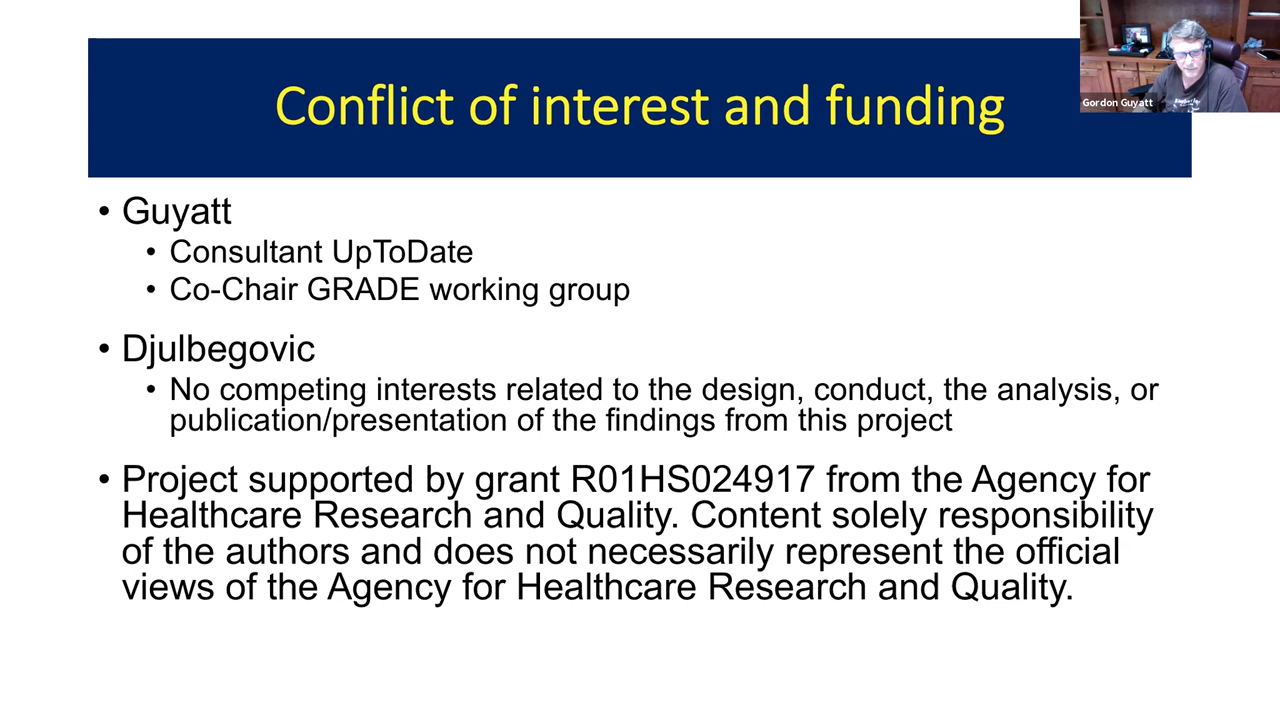 Conflict of interest and funding
Gordon Guyatt
• Guyatt
• Consultant UpToDate
• Co-Chair GRADE working group
• Djulbegovic
• No competing interests related to the design, conduct, the analysis, or
publication/presentation of the findings from this project
• Project supported by grant R01HS024917 from the Agency for
Healthcare Research and Quality. Content solely responsibility
of the authors and does not necessarily represent the official
views of the Agency for Healthcare Research and Quality.